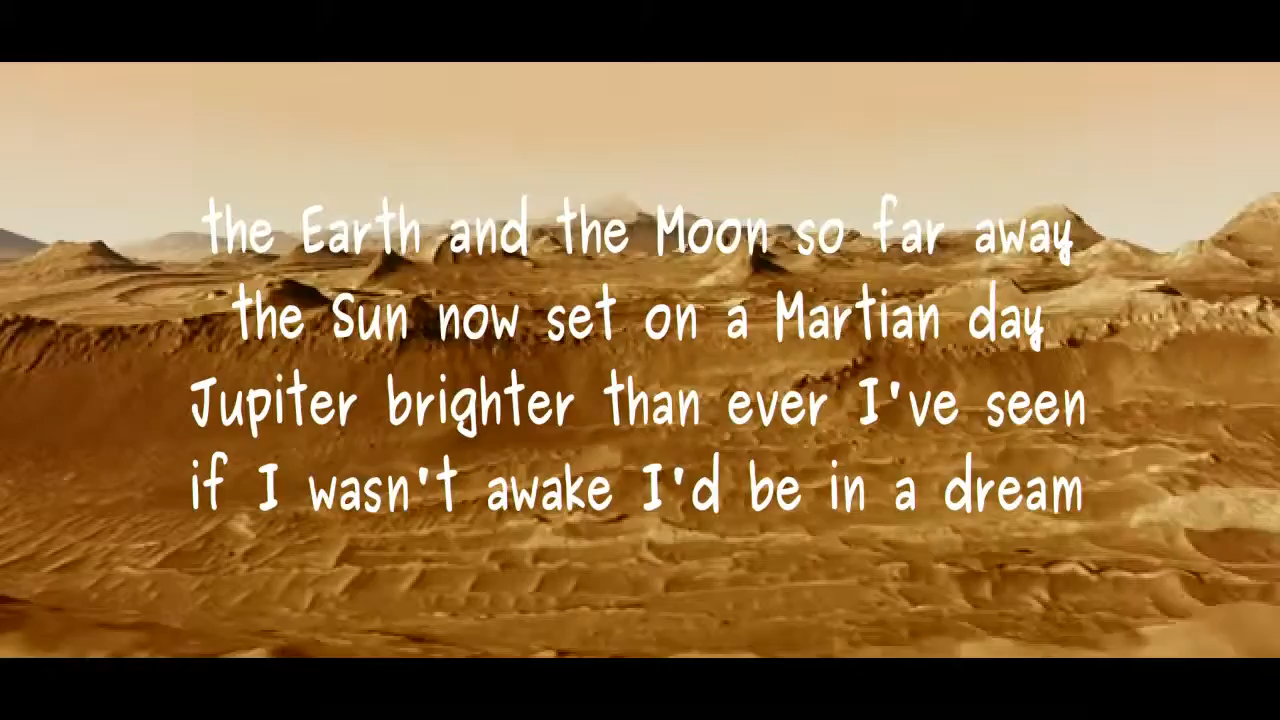 the Earth and the Moon so far away
the Sun now set on a Martian day
Jupiter brighter than ever I've seen
if I wasn't awake I'd be in a dream